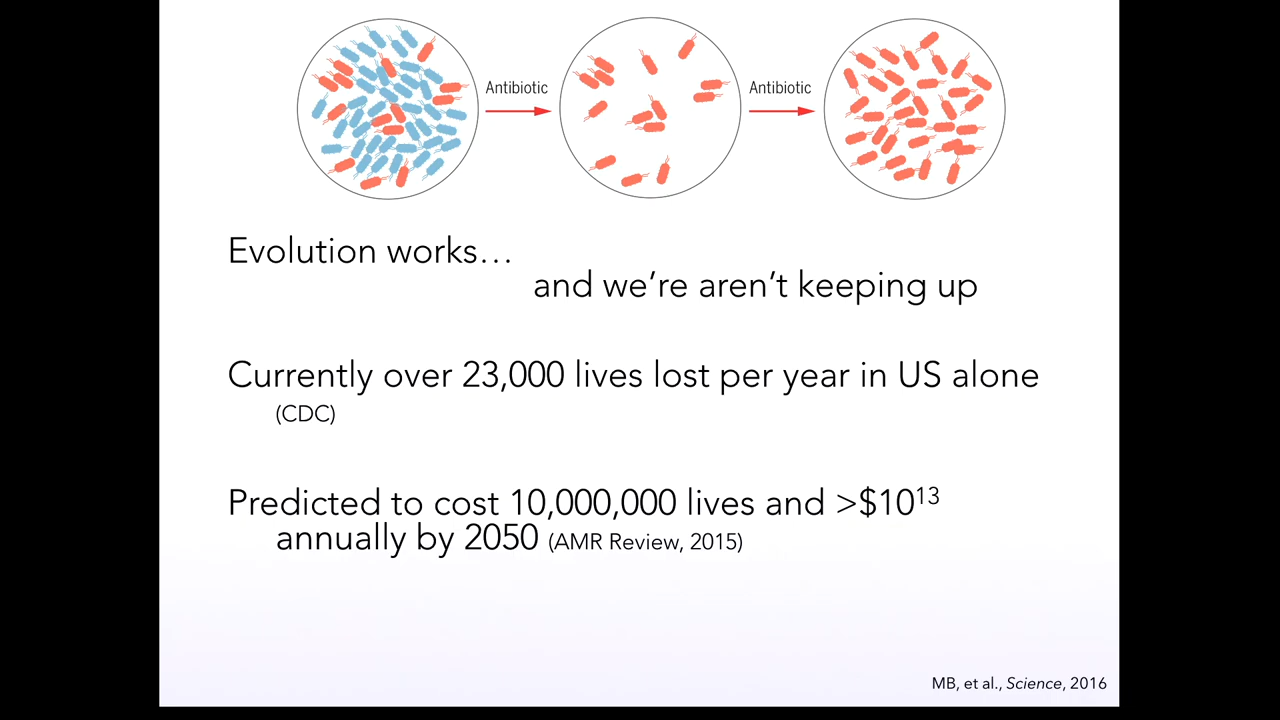 Antibiotic
Antibiotic
Evolution works…
and we’re aren’t keeping up
Currently over 23,000 lives lost per year in US alone
(CDC)
Predicted to cost 10,000,000 lives and >$10¹³
annually by 2050 (AMR Review, 2015)
MB, et al., Science, 2016